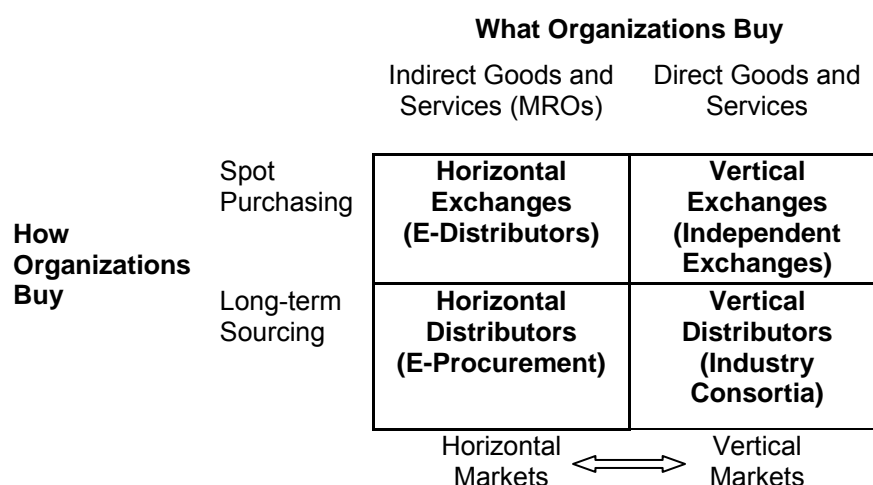 What Organizations Buy
Indirect Goods and
Services (MROs)
Direct Goods and
Services
Spot
Purchasing
Horizontal
Exchanges
(E-Distributors)
Vertical
Exchanges
(Independent
Exchanges)
How
Organizations
Buy
Long-term
Sourcing
Horizontal
Distributors
(E-Procurement)
Vertical
Distributors
(Industry
Consortia)
Horizontal
Markets
Vertical
Markets